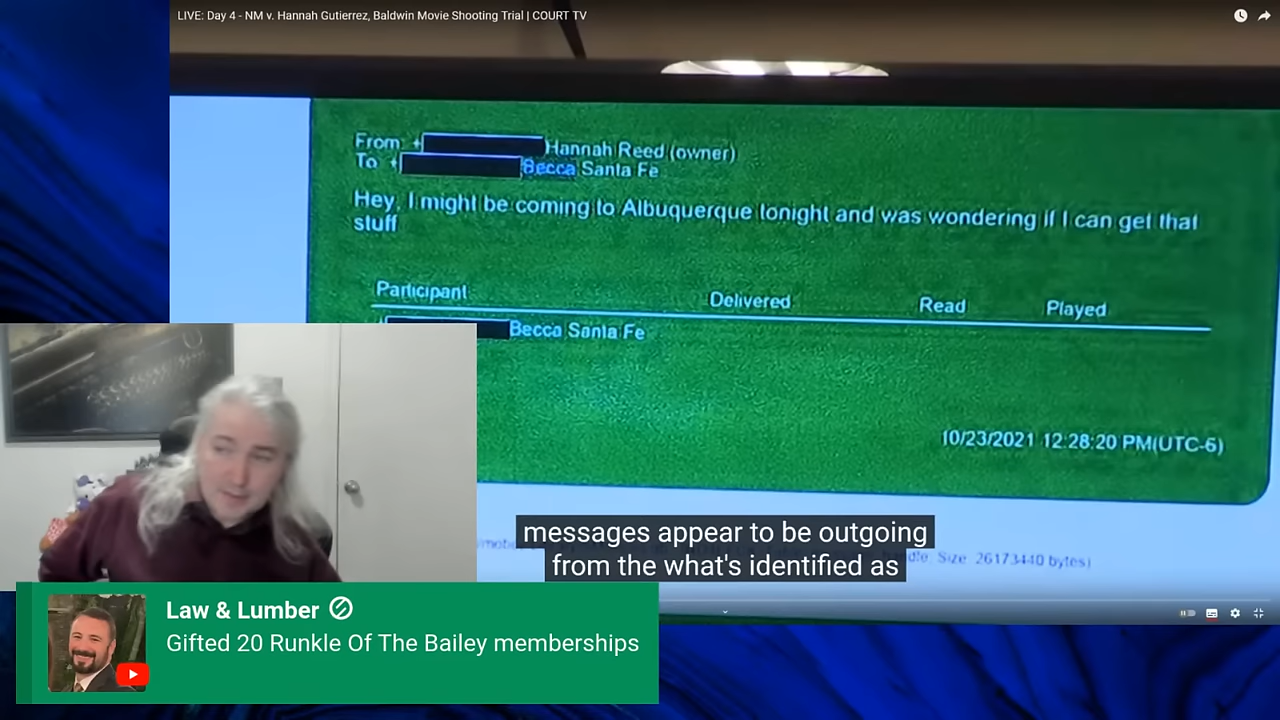 LIVE: Day 4 - NM v. Hannah Gutierrez, Baldwin Movie Shooting Trial | COURT TV
From: + Hannah Reed (owner)
To + Becca Santa Fe
Hey, I might be coming to Albuquerque tonight and was wondering if I can get that
stuff
Participant Delivered Read Played
Becca Santa Fe
10/23/2021 12:28:20 PM(UTC-6)
Size: 26173440 bytes)
messages appear to be outgoing
from the what's identified as
Law & Lumber
Gifted 20 Runkle Of The Bailey memberships